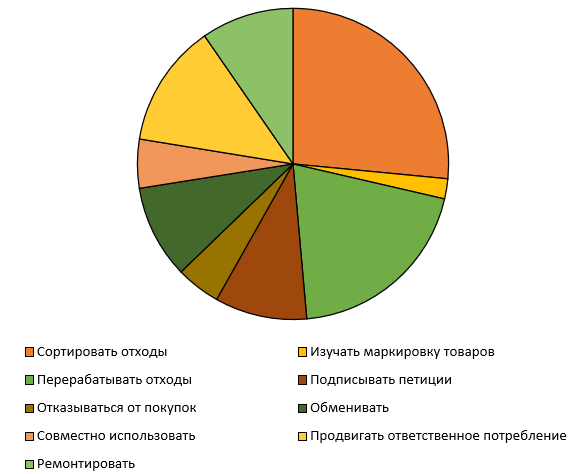 Сортировать отходы
Изучать маркировку товаров
Перерабатывать отходы
Подписывать петиции
Отказываться от покупок
Обменивать
Совместно использовать
Продвигать ответственное потребление
Ремонтировать